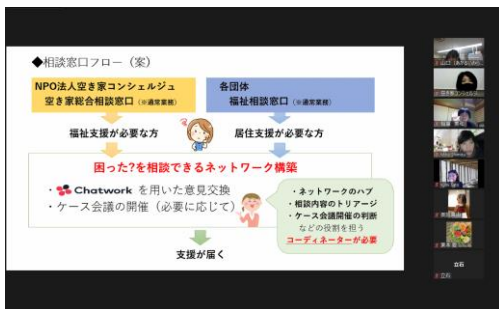 ◆相談窓口フロー（案）
NPO法人空き家コンシェルジュ
空き家総合相談窓口（※通常業務）
各団体
福祉相談窓口（※通常業務）
福祉支援が必要な方
居住支援が必要な方
困った?を相談できるネットワーク構築
・Chatwork を用いた意見交換
・ケース会議の開催（必要に応じて）
・ネットワークのハブ
・相談内容のトリアージ
・ケース会議開催の判断
などの役割を担う
コーディネーターが必要
支援が届く
立石
立石